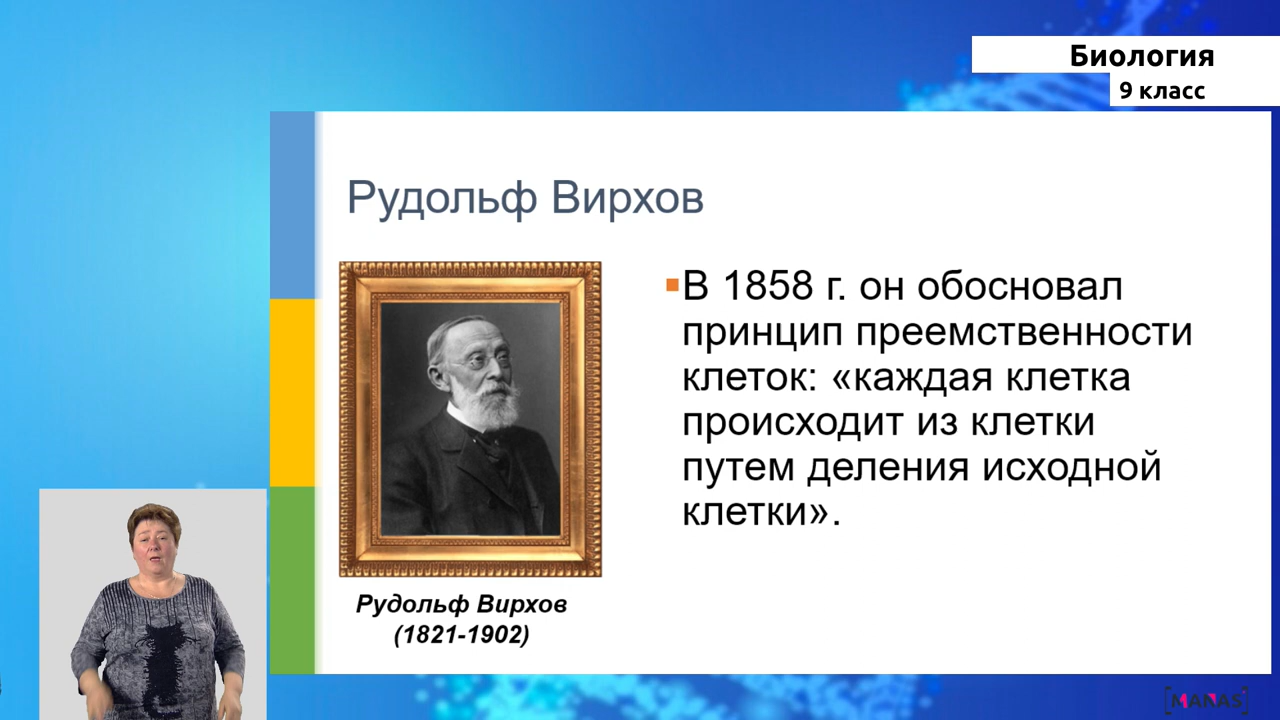 Биология
9 класс
Рудольф Вирхов
В 1858 г. он обосновал
принцип преемственности
клеток: «каждая клетка
происходит из клетки
путем деления исходной
клетки».
Рудольф Вирхов
(1821-1902)
[MANAS]